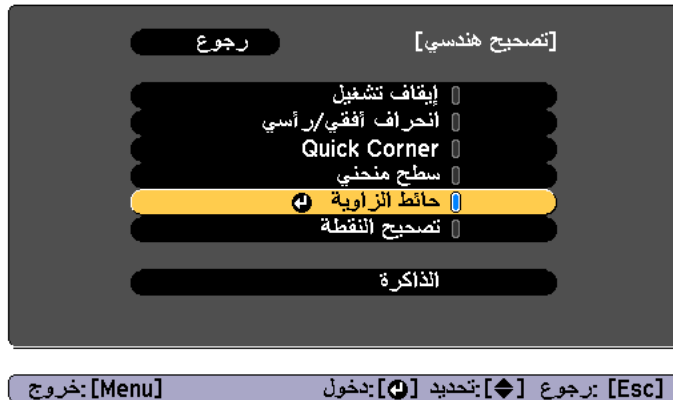 [تصحيح هندسي] رجوع
إيقاف تشغيل
انحراف أفقي/رأسي
Quick Corner
سطح منحني
حائط الزاوية
تصحيح النقطة
الذاكرة
[Esc] :رجوع [◆]:تحديد [⏎]:دخول [Menu]:خروج